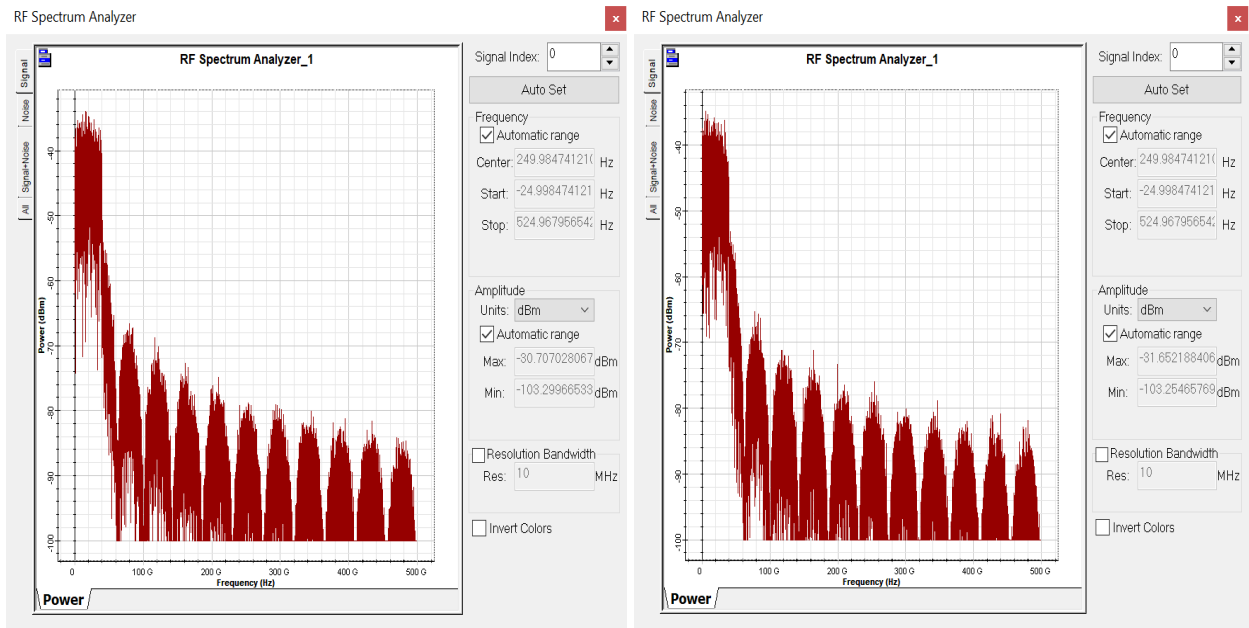 RF Spectrum Analyzer
x
RF Spectrum Analyzer_1
Signal
Noise
Signal+Noise
All
Power (dBm)
-40
-50
-60
-70
-80
-90
-100
0 100 G 200 G 300 G 400 G 500 G
Frequency (Hz)
Power
Signal Index: 0
Auto Set
Frequency
Automatic range
Center: 249.98474121( Hz
Start: -24.998474121 Hz
Stop: 524.96795654 Hz
Amplitude
Units: dBm
Automatic range
Max: -30.707028067 dBm
Min: -103.29966533 dBm
Resolution Bandwidth
Res: 10 MHz
Invert Colors
RF Spectrum Analyzer
x
RF Spectrum Analyzer_1
Signal
Noise
Signal+Noise
All
Power (dBm)
-40
-50
-60
-70
-80
-90
-100
0 100 G 200 G 300 G 400 G 500 G
Frequency (Hz)
Power
Signal Index: 0
Auto Set
Frequency
Automatic range
Center: 249.98474121( Hz
Start: -24.998474121 Hz
Stop: 524.96795654 Hz
Amplitude
Units: dBm
Automatic range
Max: -31.652188406 dBm
Min: -103.25465769 dBm
Resolution Bandwidth
Res: 10 MHz
Invert Colors